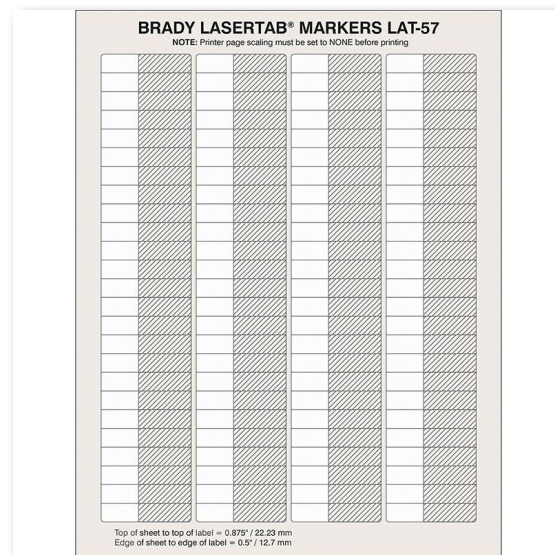 BRADY LASERTAB® MARKERS LAT-57
NOTE: Printer page scaling must be set to NONE before printing
Top of sheet to top of label = 0.875" / 22.23 mm
Edge of sheet to edge of label = 0.5" / 12.7 mm